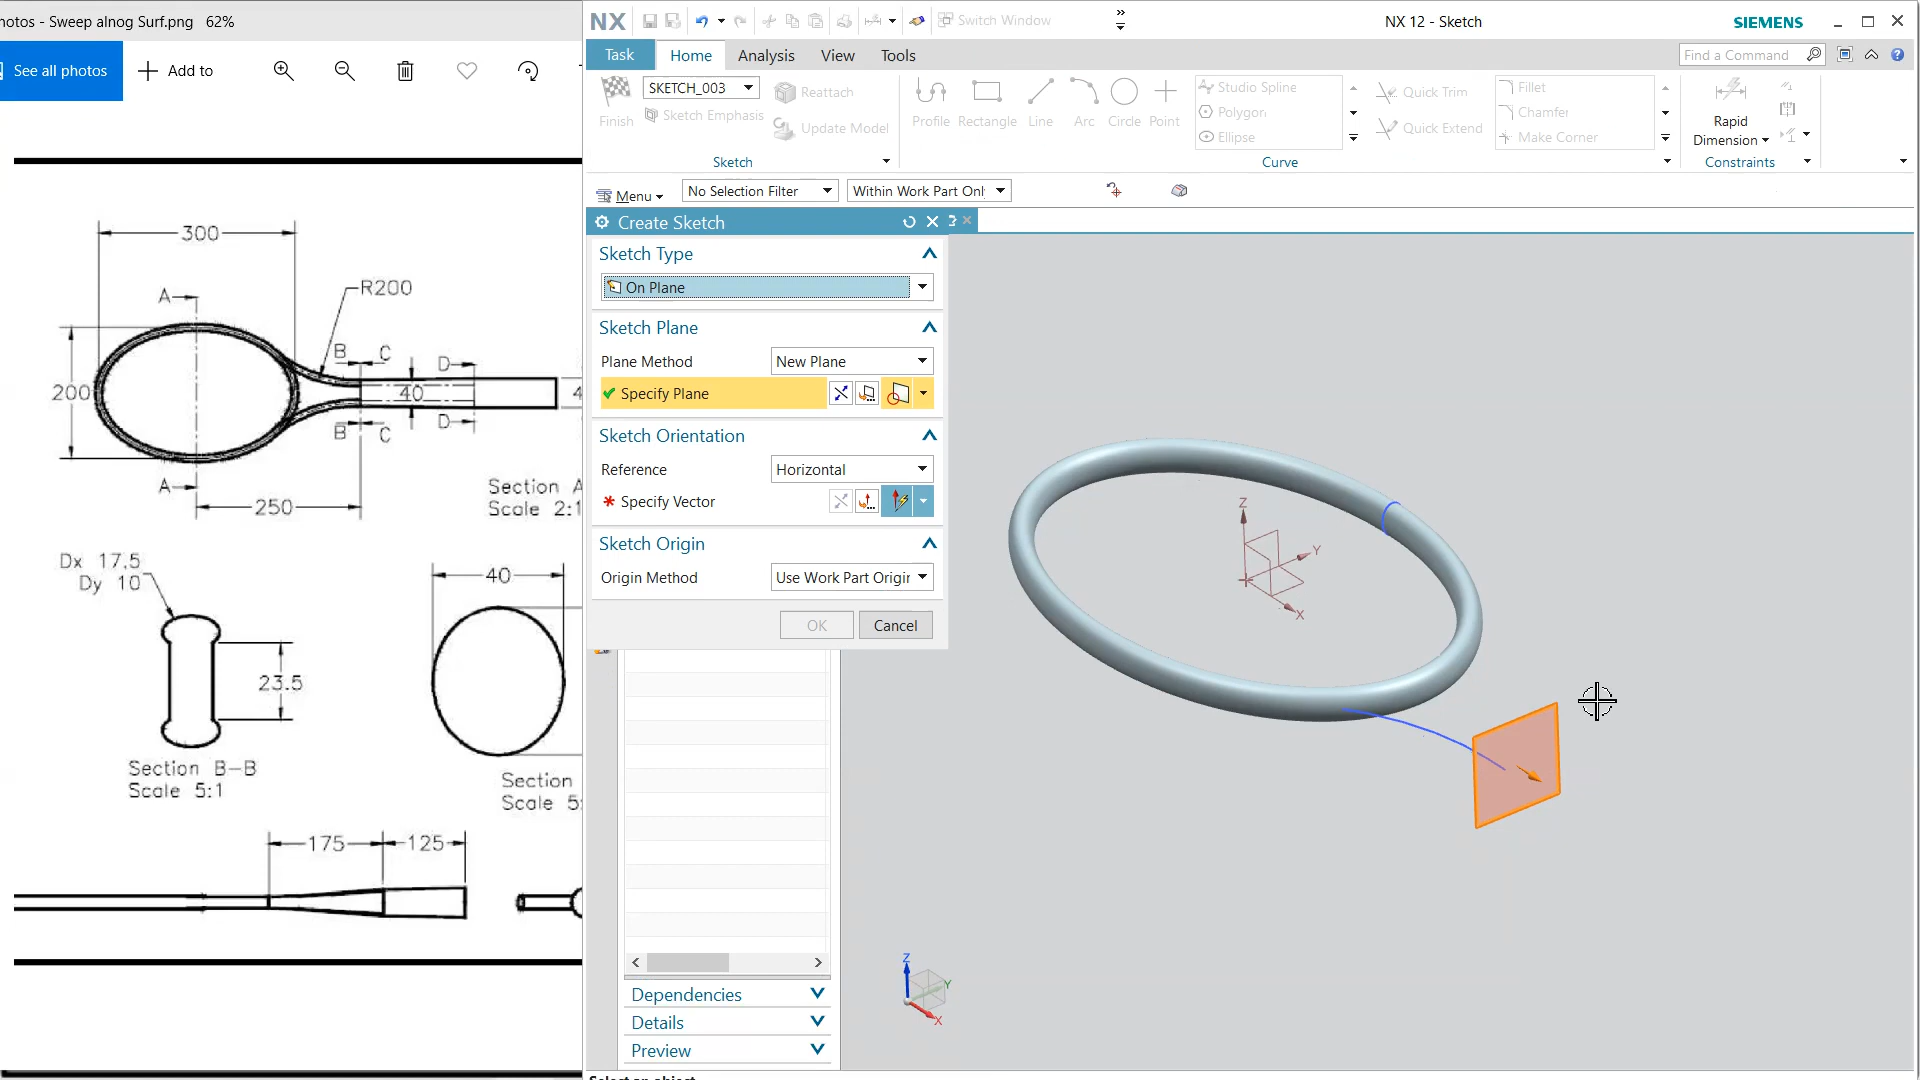 hotos - Sweep alnog Surf.png 62%
See all photos
Add to
300
A
R200
B
C
D
200
40
4
B
C
D
A
250
Section A
Scale 2:1
Dx 17.5
Dy 10
40
23.5
Section B-B
Scale 5:1
Section
Scale 5:
175
125
NX
Switch Window
NX 12 - Sketch
SIEMENS
Task
Home
Analysis
View
Tools
Find a Command
Finish
SKETCH_003
Sketch Emphasis
Reattach
Update Model
Sketch
Profile
Rectangle
Line
Arc
Circle
Point
Studio Spline
Polygon
Ellipse
Quick Trim
Quick Extend
Fillet
Chamfer
Make Corner
Curve
Rapid
Dimension
Constraints
Menu
No Selection Filter
Within Work Part Onl
Create Sketch
Sketch Type
On Plane
Sketch Plane
Plane Method
New Plane
Specify Plane
Sketch Orientation
Reference
Horizontal
* Specify Vector
Sketch Origin
Origin Method
Use Work Part Origir
OK
Cancel
Dependencies
Details
Preview
Z
Y
X
Z
Y
X
Select an object